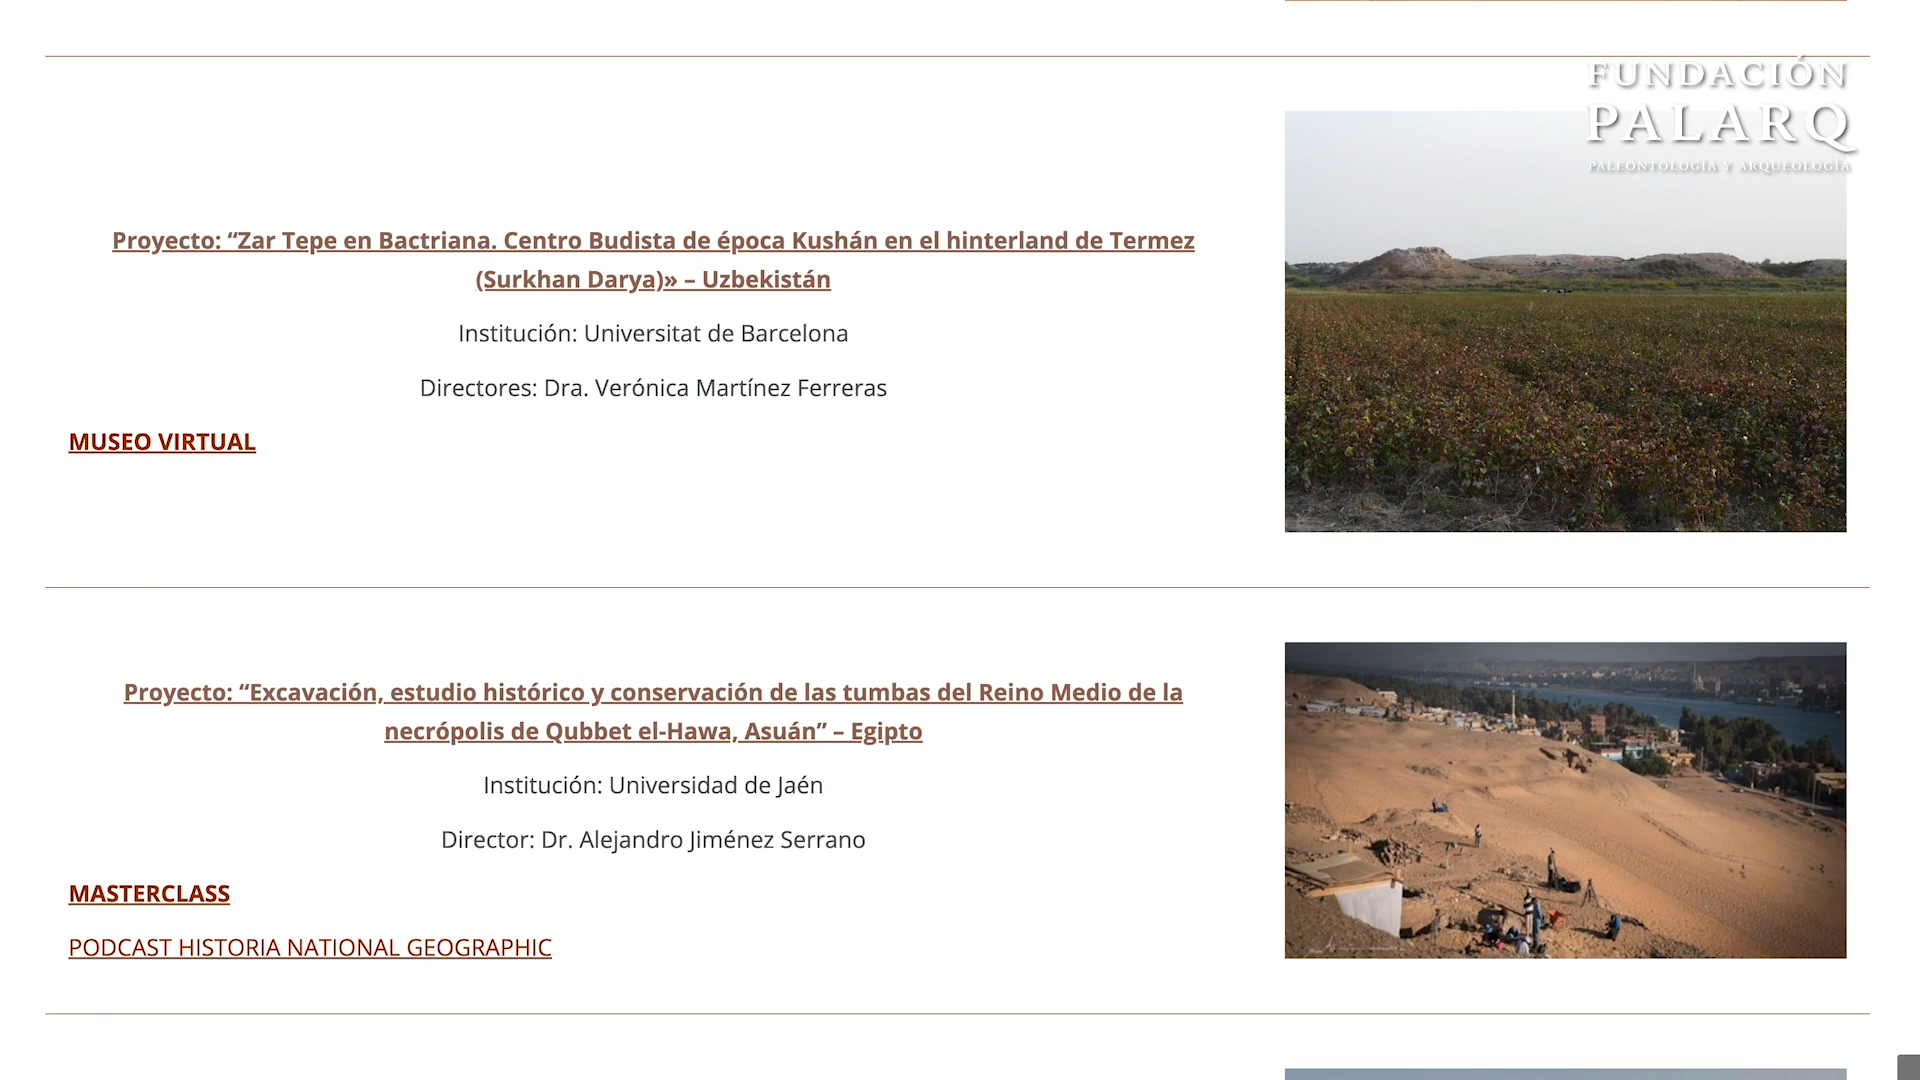 FUNDACIÓN
PALARQ
PALEONTOLOGÍA Y ARQUEOLOGÍA
Proyecto: “Zar Tepe en Bactriana. Centro Budista de época Kushán en el hinterland de Termez
(Surkhan Darya)» – Uzbekistán
Institución: Universitat de Barcelona
Directores: Dra. Verónica Martínez Ferreras
MUSEO VIRTUAL
Proyecto: “Excavación, estudio histórico y conservación de las tumbas del Reino Medio de la
necrópolis de Qubbet el-Hawa, Asuán” – Egipto
Institución: Universidad de Jaén
Director: Dr. Alejandro Jiménez Serrano
MASTERCLASS
PODCAST HISTORIA NATIONAL GEOGRAPHIC